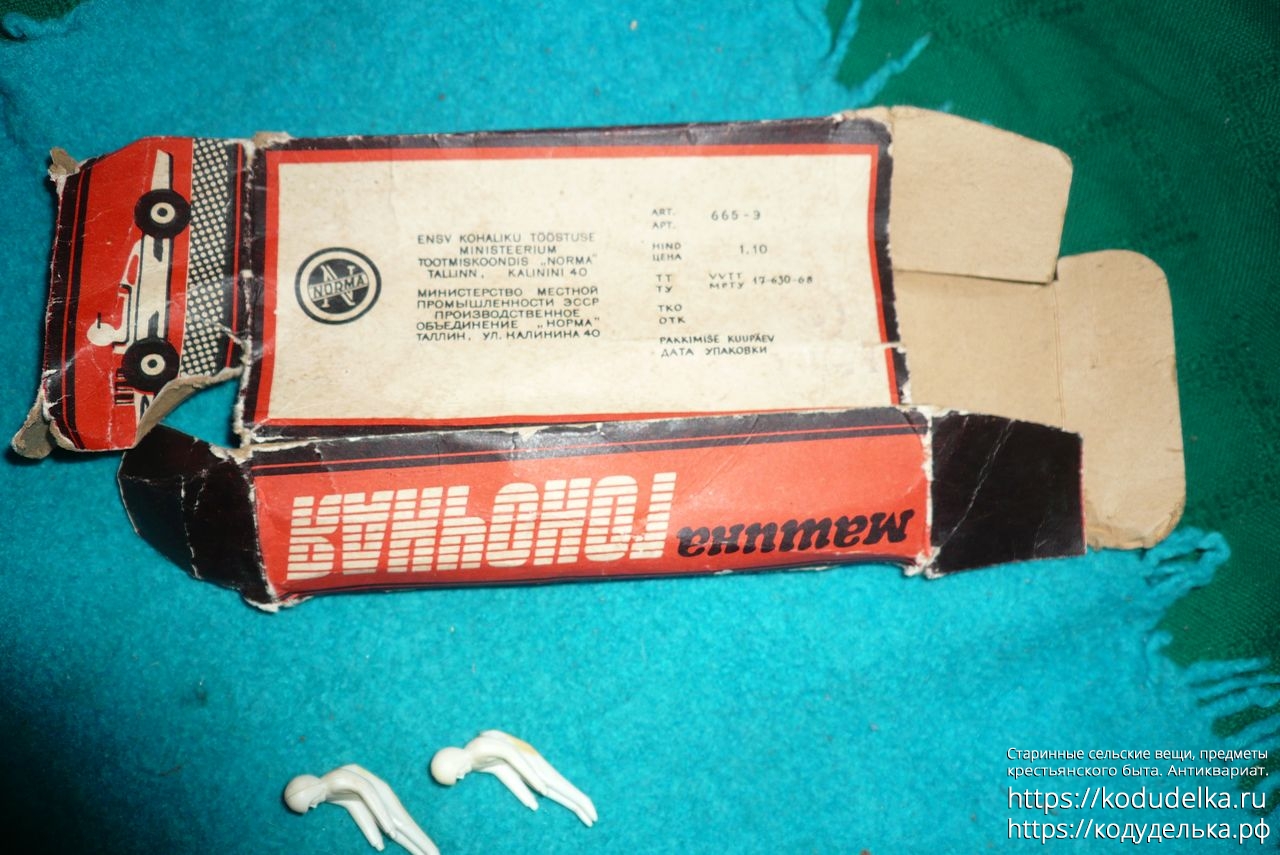 NORMA
ENSV KOHALIKU TÖÖSTUSE
MINISTEERIUM
TOOTMISKOONDIS „NORMA"
TALLINN, KALININI 40
МИНИСТЕРСТВО МЕСТНОЙ
ПРОМЫШЛЕННОСТИ ЭССР
ПРОИЗВОДСТВЕННОЕ
ОБЪЕДИНЕНИЕ „НОРМА"
ТАЛЛИН, УЛ. КАЛИНИНА 40
ART. 665-Э
АРТ.
HIND 1.10
ЦЕНА
TT VVTT 17-630-68
ТУ МРТУ
TKO
ОТК
PAKKIMISE KUUPÄEV
ДАТА УПАКОВКИ
машина ГОНОЧНАЯ
Старинные сельские вещи, предметы
крестьянского быта. Антиквариат.
https://kodudelka.ru
https://кодуделька.рф